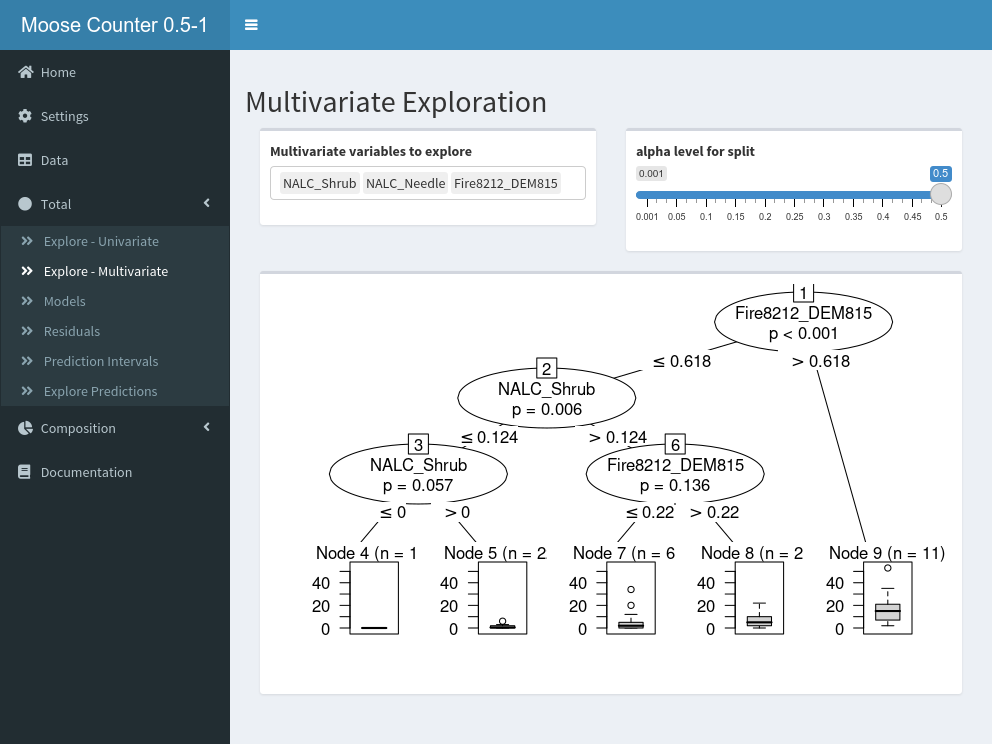 Moose Counter 0.5-1
Home
Settings
Data
Total
Explore - Univariate
Explore - Multivariate
Models
Residuals
Prediction Intervals
Explore Predictions
Composition
Documentation
Multivariate Exploration
Multivariate variables to explore
NALC_Shrub NALC_Needle Fire8212_DEM815
alpha level for split
0.001 0.5
0.001 0.05 0.1 0.15 0.2 0.25 0.3 0.35 0.4 0.45 0.5
1
Fire8212_DEM815
p < 0.001
≤ 0.618 > 0.618
2
NALC_Shrub
p = 0.006
≤ 0.124 > 0.124
3
NALC_Shrub
p = 0.057
≤ 0 > 0
6
Fire8212_DEM815
p = 0.136
≤ 0.22 > 0.22
Node 4 (n = 1
40
20
0
Node 5 (n = 2
40
20
0
Node 7 (n = 6
40
20
0
Node 8 (n = 2
40
20
0
Node 9 (n = 11)
40
20
0